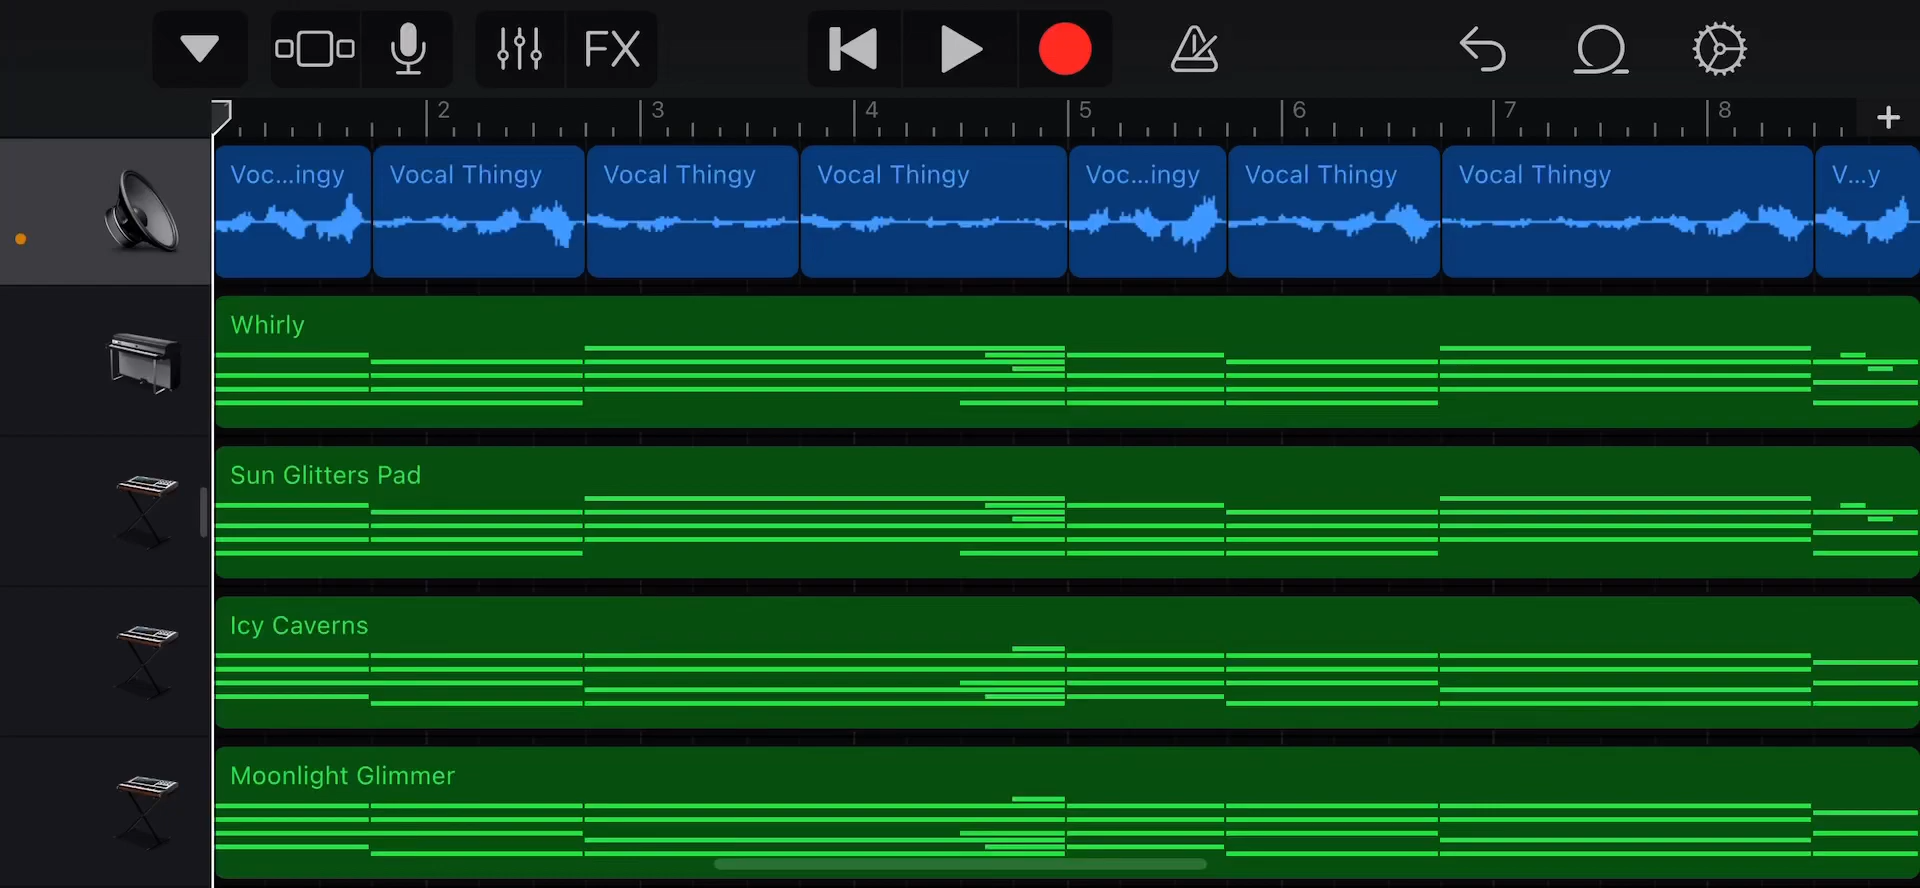 FX
2 3 4 5 6 7 8 +
Voc...ingy Vocal Thingy Vocal Thingy Vocal Thingy Voc...ingy Vocal Thingy Vocal Thingy V...y
Whirly
Sun Glitters Pad
Icy Caverns
Moonlight Glimmer